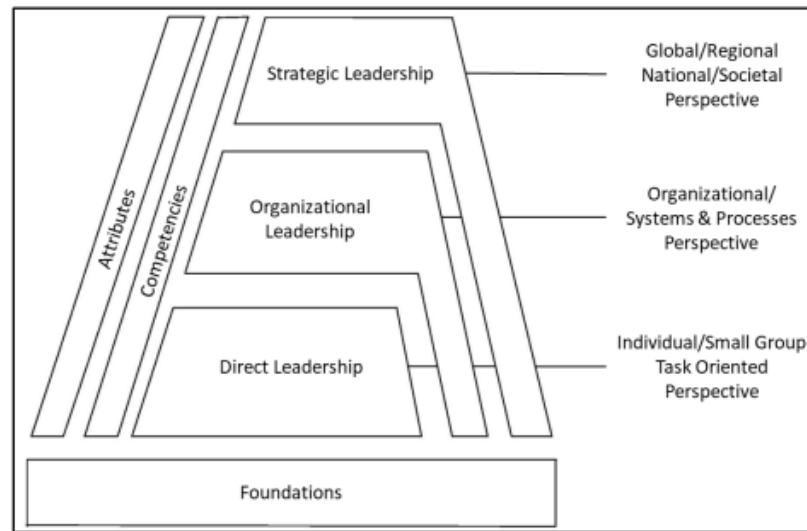 Strategic Leadership
Global/Regional
National/Societal
Perspective
Attributes
Competencies
Organizational
Leadership
Organizational/
Systems & Processes
Perspective
Direct Leadership
Individual/Small Group
Task Oriented
Perspective
Foundations